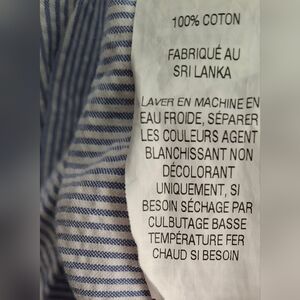 100% COTON
FABRIQUÉ AU
SRI LANKA
LAVER EN MACHINE EN
EAU FROIDE, SÉPARER
LES COULEURS AGENT
BLANCHISSANT NON
DÉCOLORANT
UNIQUEMENT, SI
BESOIN SÉCHAGE PAR
CULBUTAGE BASSE
TEMPÉRATURE FER
CHAUD SI BESOIN